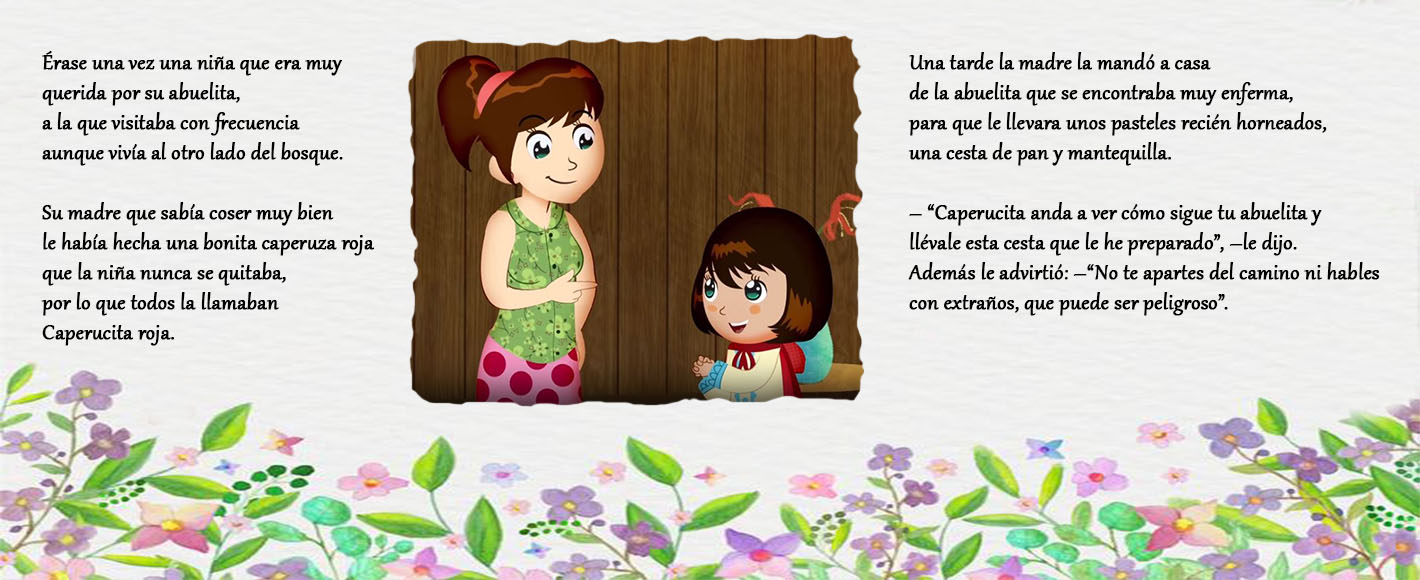 Érase una vez una niña que era muy
querida por su abuelita,
a la que visitaba con frecuencia
aunque vivía al otro lado del bosque.
Su madre que sabía coser muy bien
le había hecha una bonita caperuza roja
que la niña nunca se quitaba,
por lo que todos la llamaban
Caperucita roja.
Una tarde la madre la mandó a casa
de la abuelita que se encontraba muy enferma,
para que le llevara unos pasteles recién horneados,
una cesta de pan y mantequilla.
– “Caperucita anda a ver cómo sigue tu abuelita y
llévale esta cesta que le he preparado”, –le dijo.
Además le advirtió: –“No te apartes del camino ni hables
con extraños, que puede ser peligroso”.